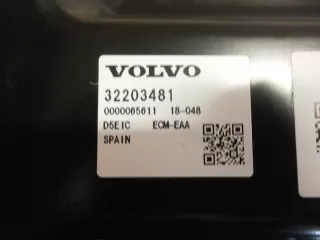 VOLVO
32203481
0000065611 18-048
D5E1C ECM-EAA
SPAIN